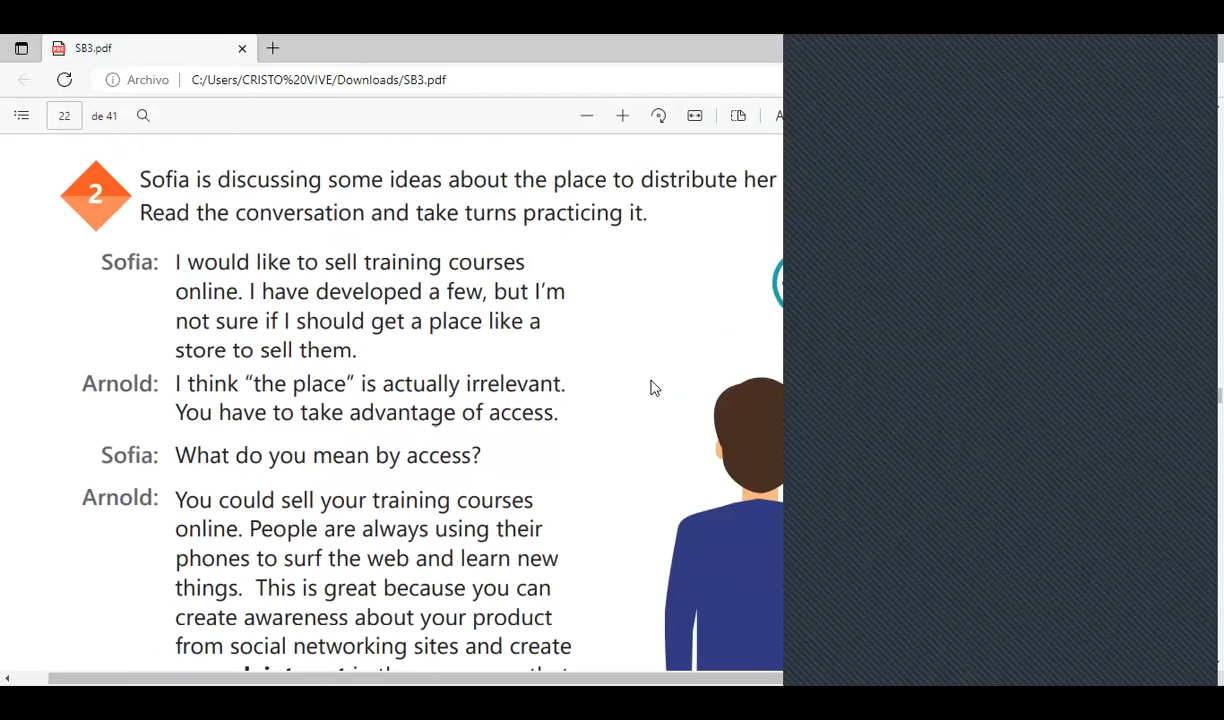 SB3.pdf
Archivo
C:/Users/CRISTO%20VIVE/Downloads/SB3.pdf
22 de 41
2
Sofia is discussing some ideas about the place to distribute her
Read the conversation and take turns practicing it.
Sofia: I would like to sell training courses
online. I have developed a few, but I'm
not sure if I should get a place like a
store to sell them.
Arnold: I think “the place” is actually irrelevant.
You have to take advantage of access.
Sofia: What do you mean by access?
Arnold: You could sell your training courses
online. People are always using their
phones to surf the web and learn new
things. This is great because you can
create awareness about your product
from social networking sites and create